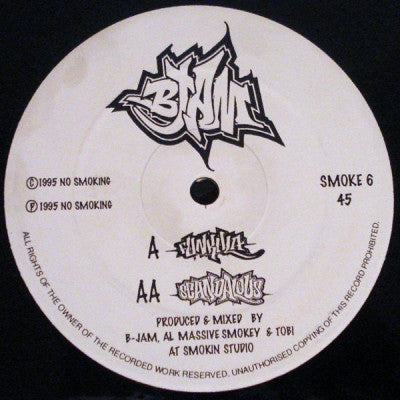 B-JAM
©1995 NO SMOKING
℗1995 NO SMOKING
SMOKE 6
45
A
AA SCANDALOUS
PRODUCED & MIXED BY
B-JAM, AL MASSIVE SMOKEY & TOBI
AT SMOKIN STUDIO
ALL RIGHTS OF THE OWNER OF THE RECORDED WORK RESERVED. UNAUTHORISED COPYING OF THIS RECORD PROHIBITED.